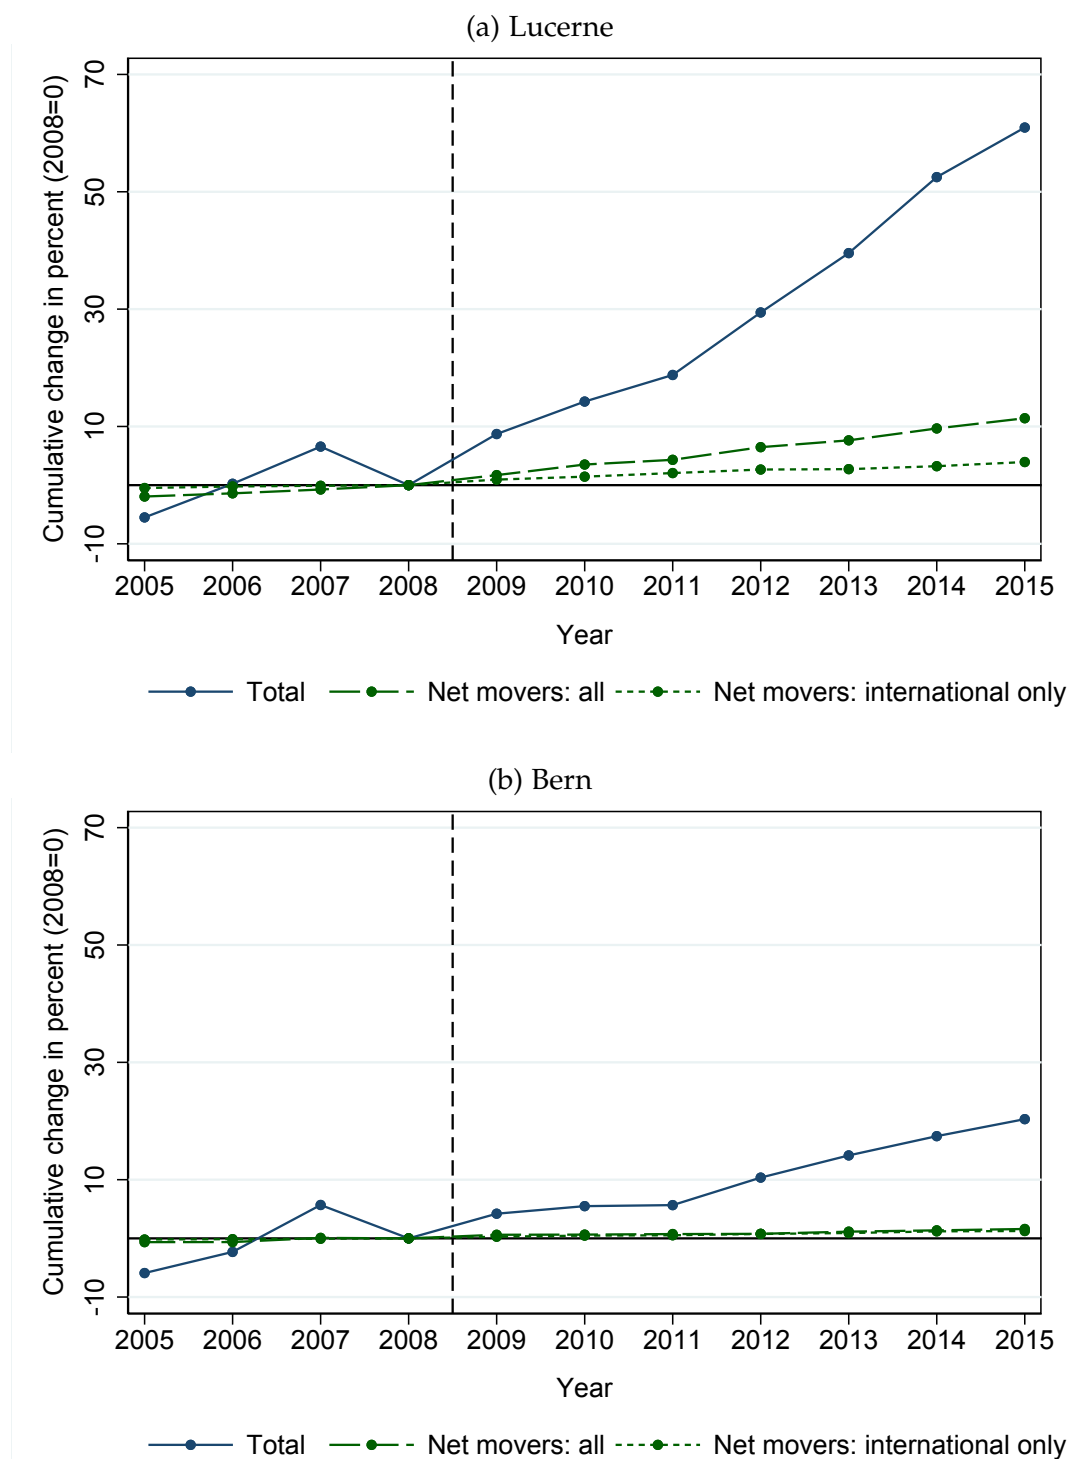 (a) Lucerne
Cumulative change in percent (2008=0)
70
50
30
10
-10
2005 2006 2007 2008 2009 2010 2011 2012 2013 2014 2015
Year
Total Net movers: all Net movers: international only
(b) Bern
Cumulative change in percent (2008=0)
70
50
30
10
-10
2005 2006 2007 2008 2009 2010 2011 2012 2013 2014 2015
Year
Total Net movers: all Net movers: international only